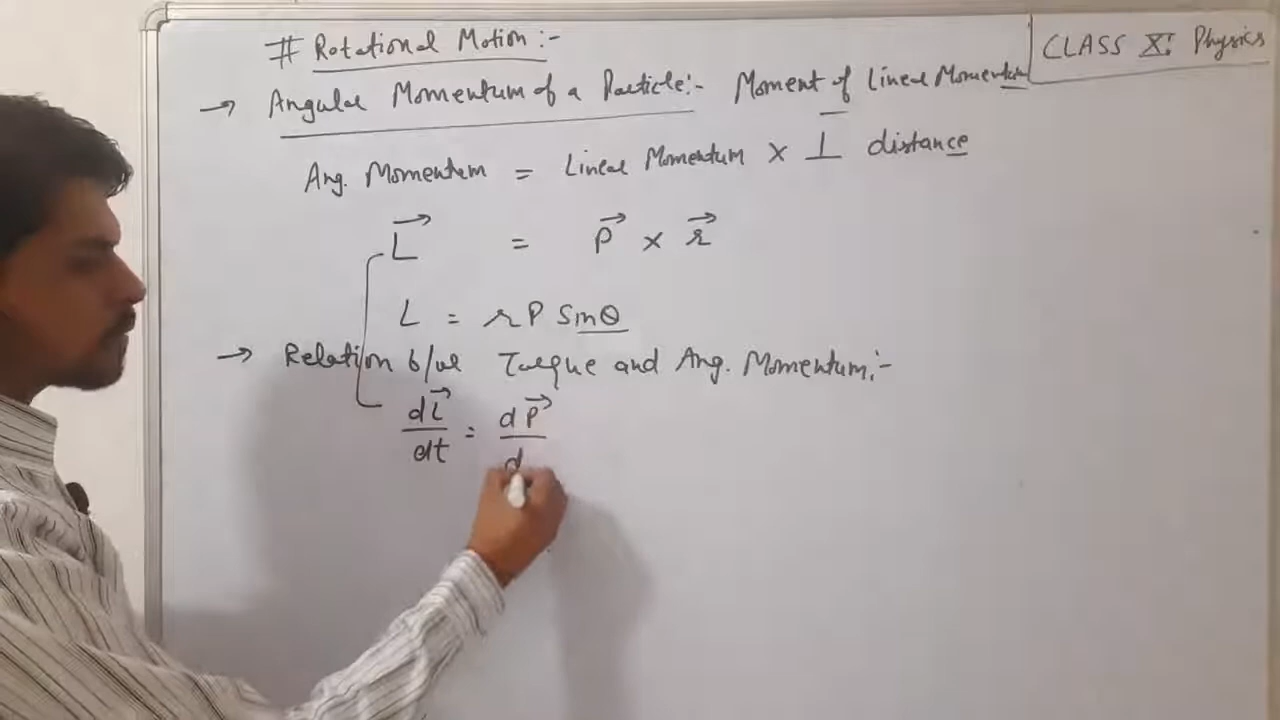 # Rotational Motion :-
CLASS XI Physics
→ Angular Momentum of a Particle:- Moment of Linear Momentum
Ang. Momentum = Linear Momentum × ⊥ distance
L⃗ = P⃗ × r⃗
L = r P Sinθ
→ Relation b/w Torque and Ang. Momentum:-
dL⃗/dt = dP⃗/d